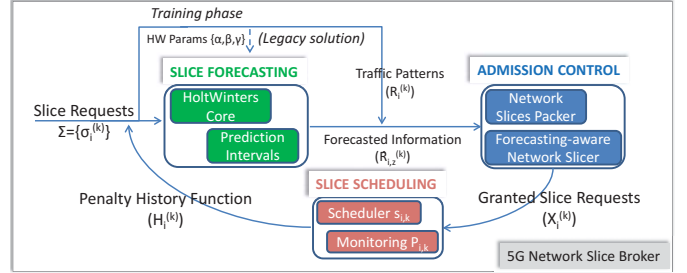 Training phase
HW Params {α,β,γ}
(Legacy solution)
SLICE FORECASTING
HoltWinters
Core
Prediction
Intervals
Slice Requests
Σ={σᵢ⁽ᵏ⁾}
Traffic Patterns
(Rᵢ⁽ᵏ⁾)
Forecasted Information
(R̂ᵢ,z⁽ᵏ⁾)
ADMISSION CONTROL
Network
Slices Packer
Forecasting-aware
Network Slicer
Penalty History Function
(Hᵢ⁽ᵏ⁾)
SLICE SCHEDULING
Scheduler sᵢ,ₖ
Monitoring Pᵢ,ₖ
Granted Slice Requests
(Xᵢ⁽ᵏ⁾)
5G Network Slice Broker